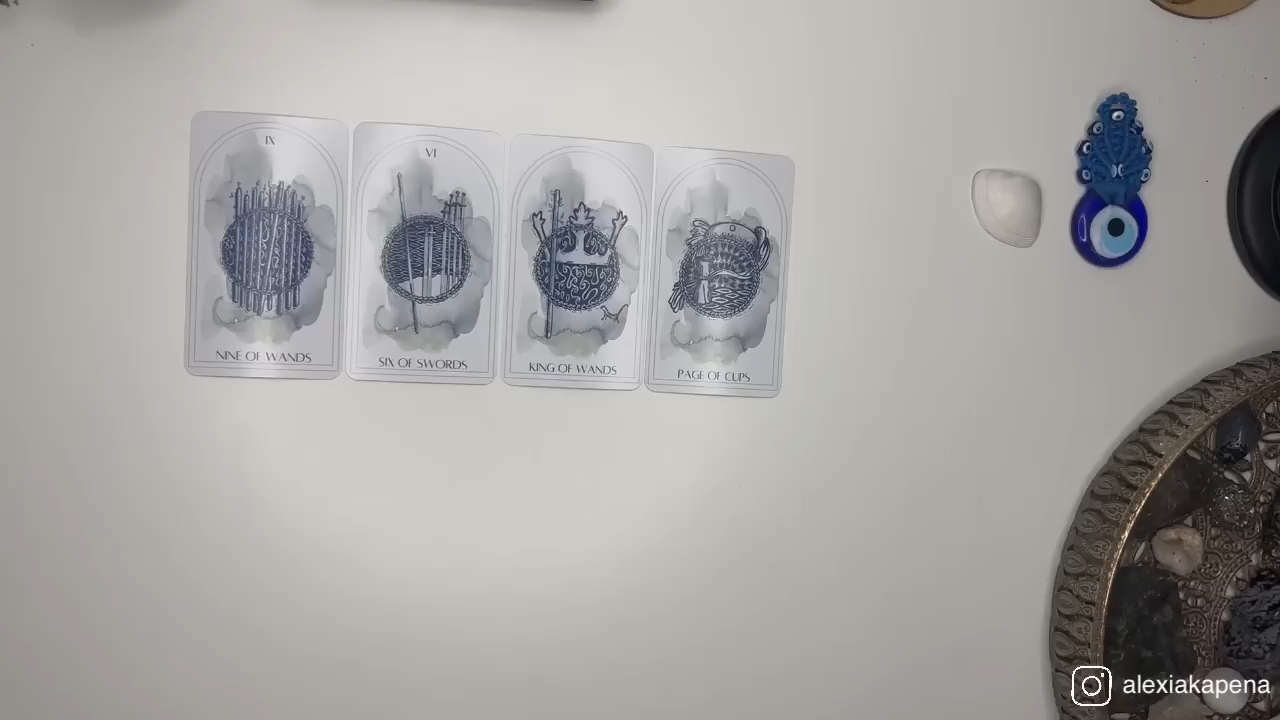 IX
NINE OF WANDS
VI
SIX OF SWORDS
KING OF WANDS
PAGE OF CUPS
alexiakapena